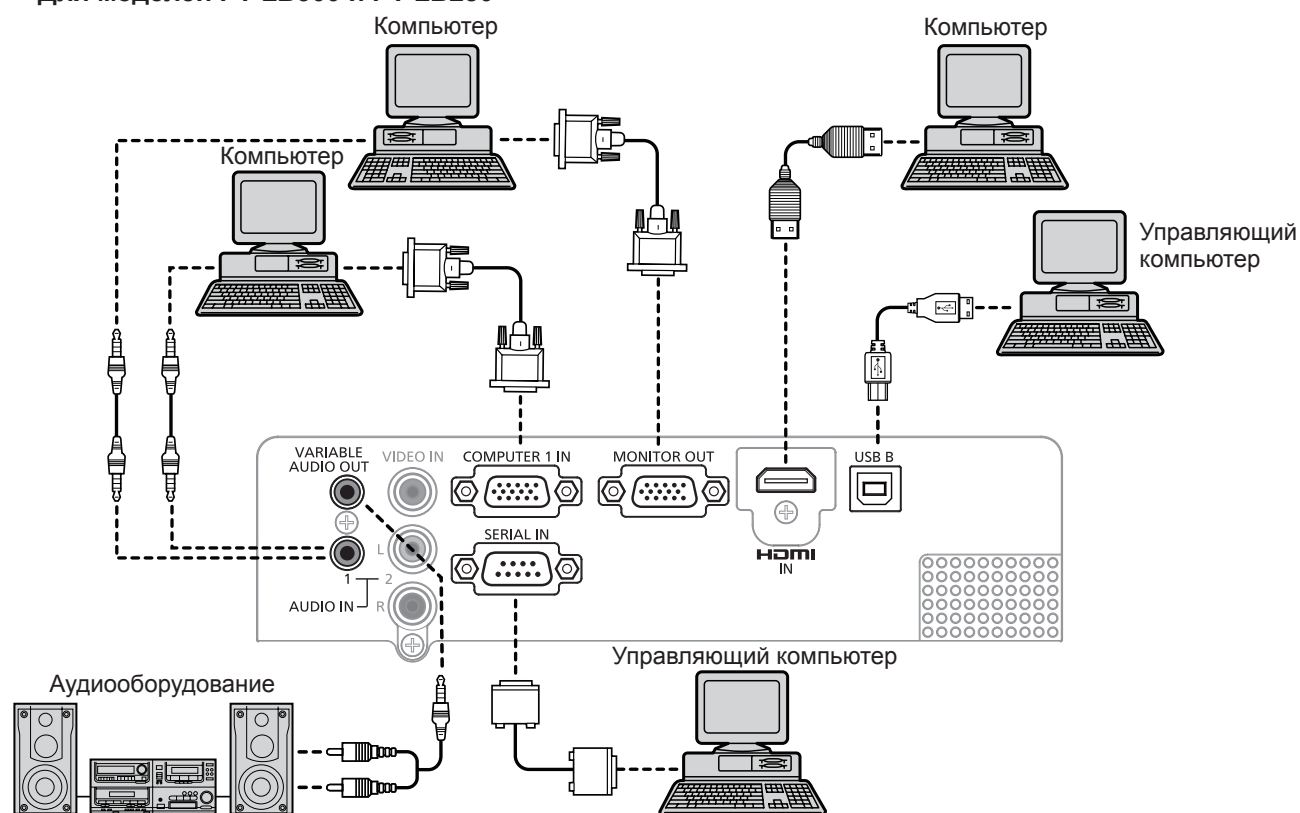 Компьютер
Компьютер
Компьютер
Управляющий
компьютер
VARIABLE
AUDIO OUT
VIDEO IN
COMPUTER 1 IN
MONITOR OUT
USB B
SERIAL IN
HDMI
IN
L
1
2
AUDIO IN
R
Управляющий компьютер
Аудиооборудование